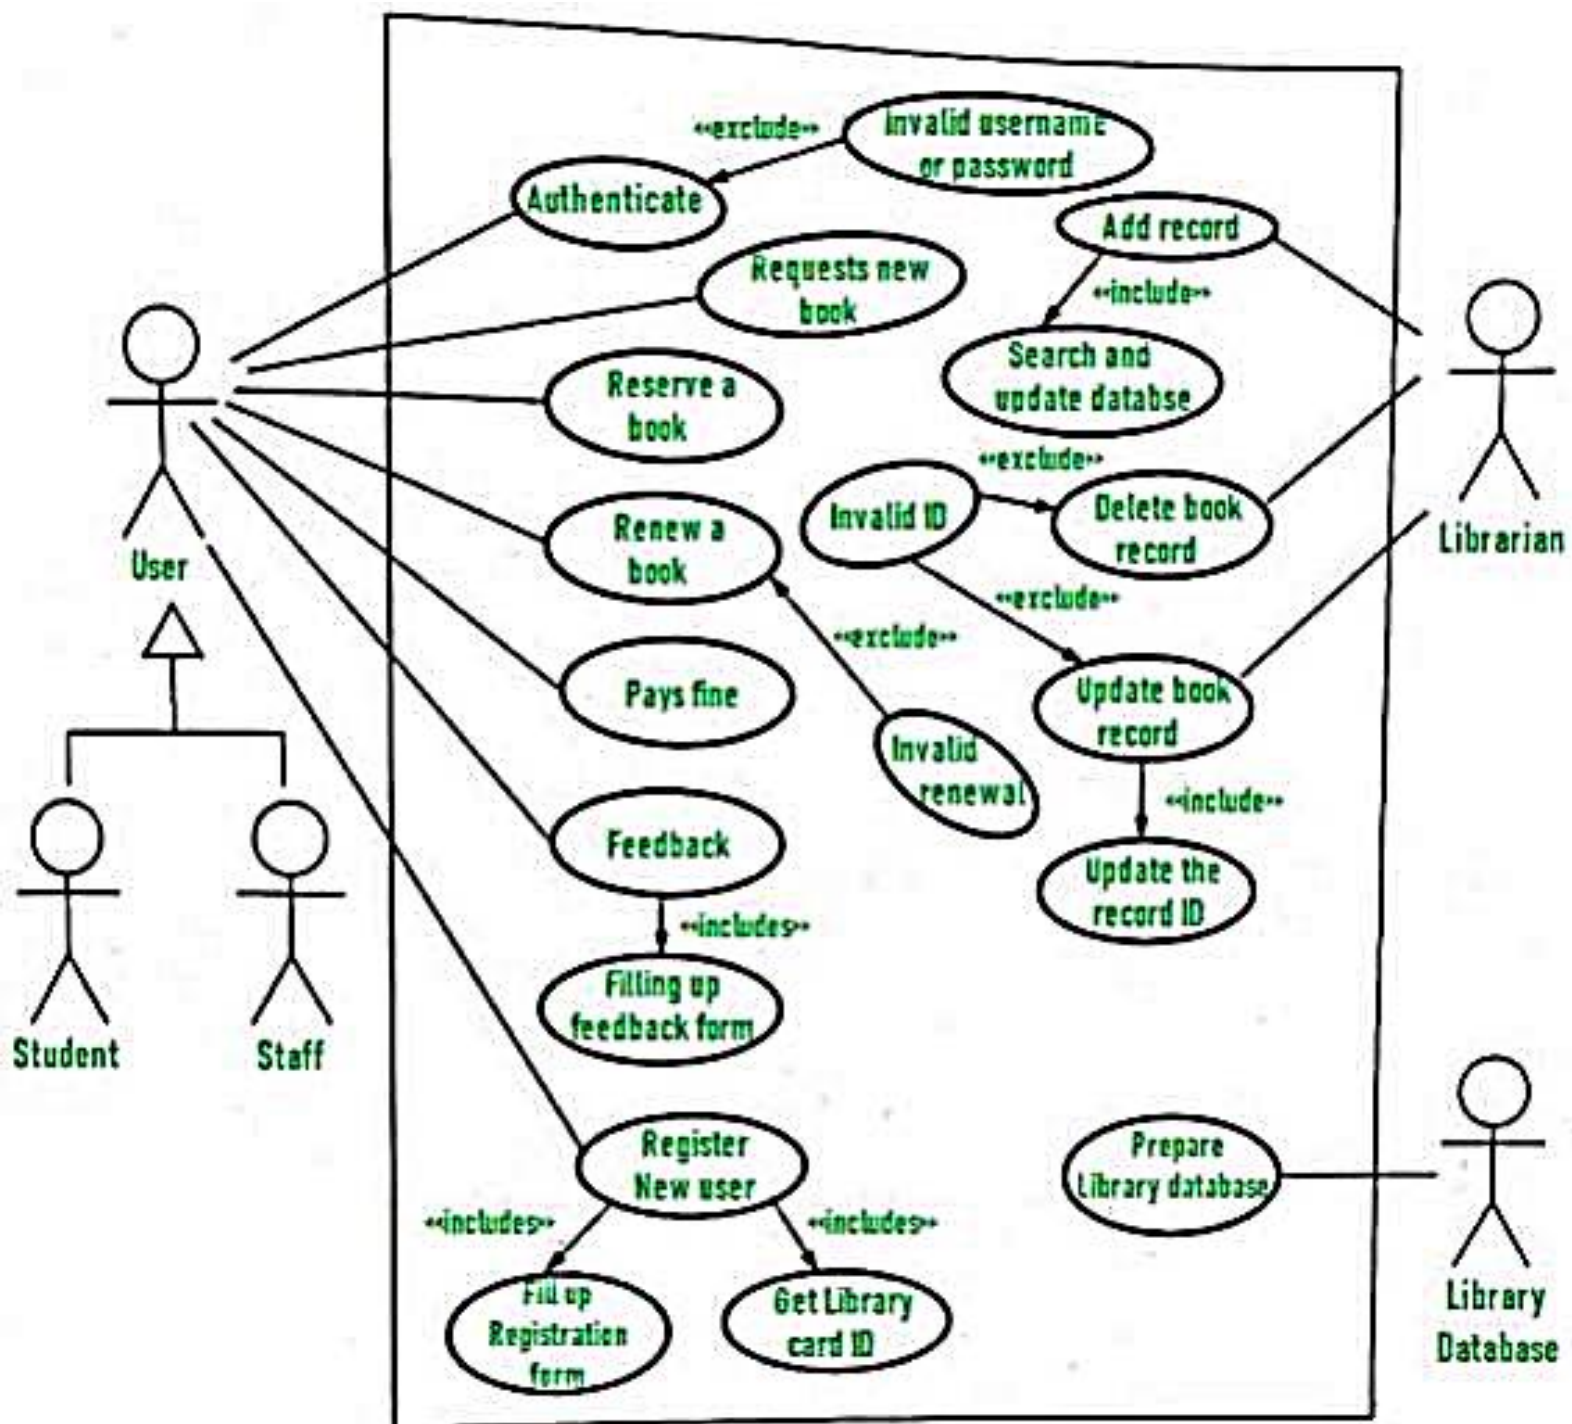 <<exclude>>
Invalid username
or password
Authenticate
Add record
Requests new
book
<<include>>
Search and
update databse
Reserve a
book
<<exclude>>
Invalid ID
Delete book
record
Librarian
Renew a
book
User
<<exclude>>
<<exclude>>
Pays fine
Update book
record
Invalid
renewal
<<include>>
Feedback
Update the
record ID
<<includes>>
Filling up
feedback form
Student
Staff
Register
New user
Prepare
Library database
<<includes>>
<<includes>>
Fill up
Registration
form
Get Library
card ID
Library
Database